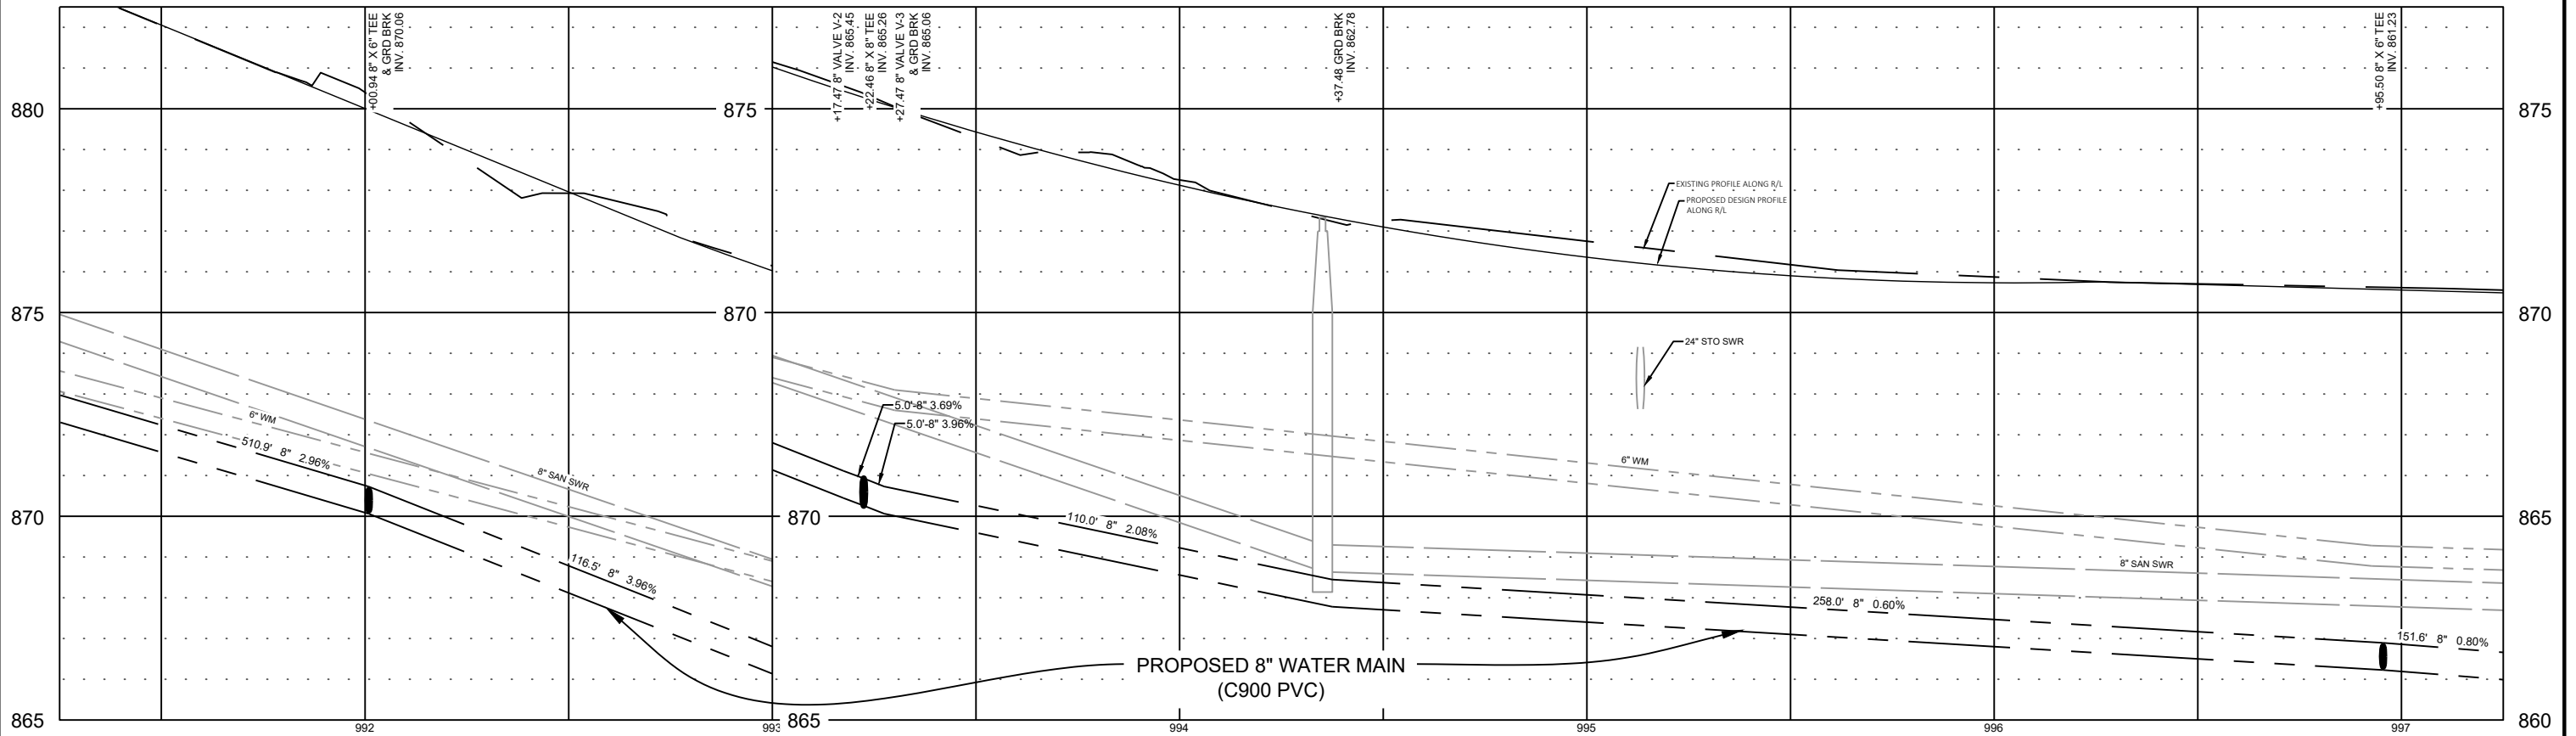 +00.94 8" X 6" TEE
& GRD BRK
INV. 870.06
+17.47 8" VALVE V-2
INV. 865.45
+22.46 8" X 8" TEE
INV. 865.26
+27.47 8" VALVE V-3
& GRD BRK
INV. 865.06
+37.48 GRD BRK
INV. 862.78
+95.50 8" X 6" TEE
INV. 861.23
880
875
875
EXISTING PROFILE ALONG R/L
PROPOSED DESIGN PROFILE
ALONG R/L
875
870
870
24" STO SWR
6" WM
510.9' 8" 2.96%
8" SAN SWR
5.0'-8" 3.69%
5.0'-8" 3.96%
6" WM
870
870
865
110.0' 8" 2.08%
116.5' 8" 3.96%
8" SAN SWR
258.0' 8" 0.60%
151.6' 8" 0.80%
PROPOSED 8" WATER MAIN
(C900 PVC)
865
865
860
992
993
994
995
996
997